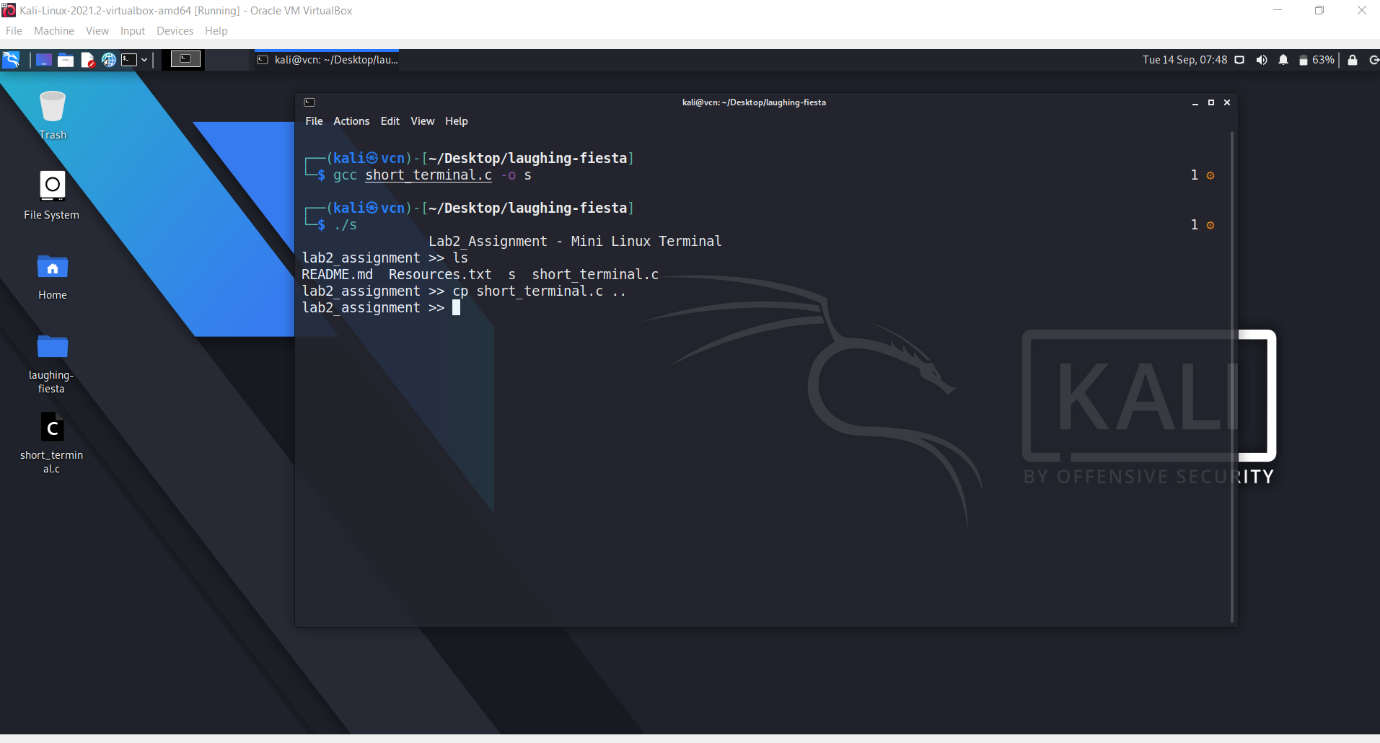 Kali-Linux-2021.2-virtualbox-amd64 [Running] - Oracle VM VirtualBox
File Machine View Input Devices Help
kali@vcn: ~/Desktop/lau...
Tue 14 Sep, 07:48
63%
Trash
File System
Home
laughing-
fiesta
C
short_termin
al.c
kali@vcn: ~/Desktop/laughing-fiesta
File Actions Edit View Help
┌──(kali㉿vcn)-[~/Desktop/laughing-fiesta]
└─$ gcc short_terminal.c -o s 1 ⚙
┌──(kali㉿vcn)-[~/Desktop/laughing-fiesta]
└─$ ./s 1 ⚙
Lab2_Assignment - Mini Linux Terminal
lab2_assignment >> ls
README.md Resources.txt s short_terminal.c
lab2_assignment >> cp short_terminal.c ..
lab2_assignment >>
KALI
BY OFFENSIVE SECURITY